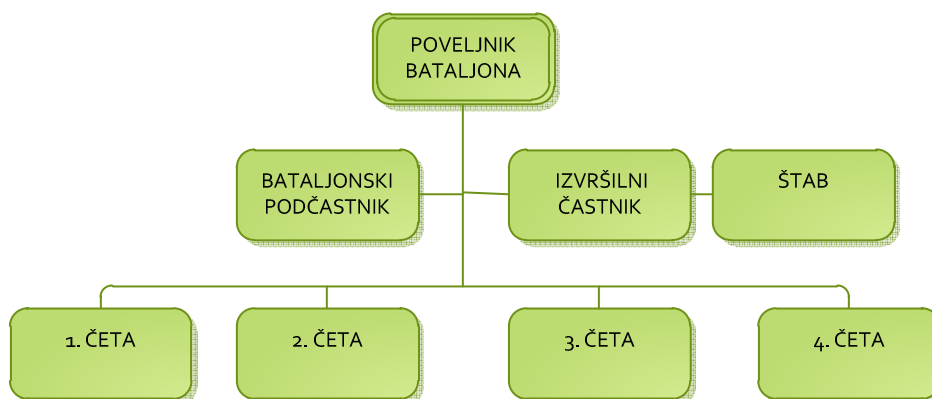 POVELJNIK
BATALJONA
BATALJONSKI
PODČASTNIK
IZVRŠILNI
ČASTNIK
ŠTAB
1. ČETA
2. ČETA
3. ČETA
4. ČETA